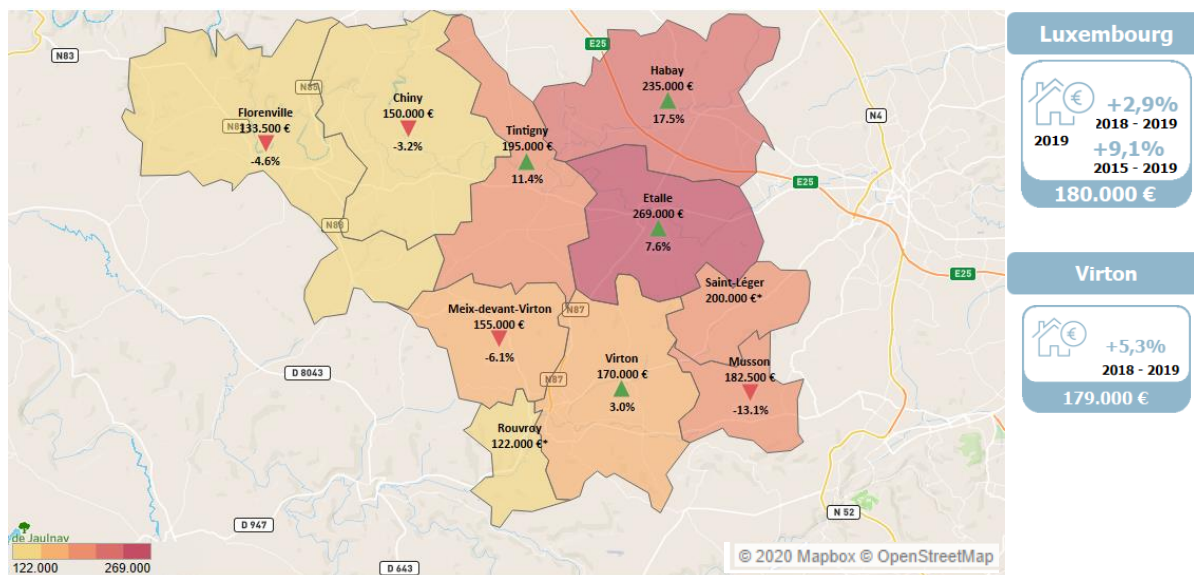 N83
E25
N4
Habay
235.000 €
17.5%
Chiny
150.000 €
-3.2%
N85
Florenville
133.500 €
-4.6%
Tintigny
195.000 €
11.4%
E25
Etalle
269.000 €
7.6%
N88
E25
Saint-Léger
200.000 €*
Meix-devant-Virton
155.000 €
-6.1%
N87
Virton
170.000 €
3.0%
Musson
182.500 €
-13.1%
D 8043
N87
Rouvroy
122.000 €*
N 52
D 947
D 643
de Jaulnay
122.000 269.000
© 2020 Mapbox © OpenStreetMap
Luxembourg
€
+2,9%
2018 - 2019
2019
+9,1%
2015 - 2019
180.000 €
Virton
€
+5,3%
2018 - 2019
179.000 €